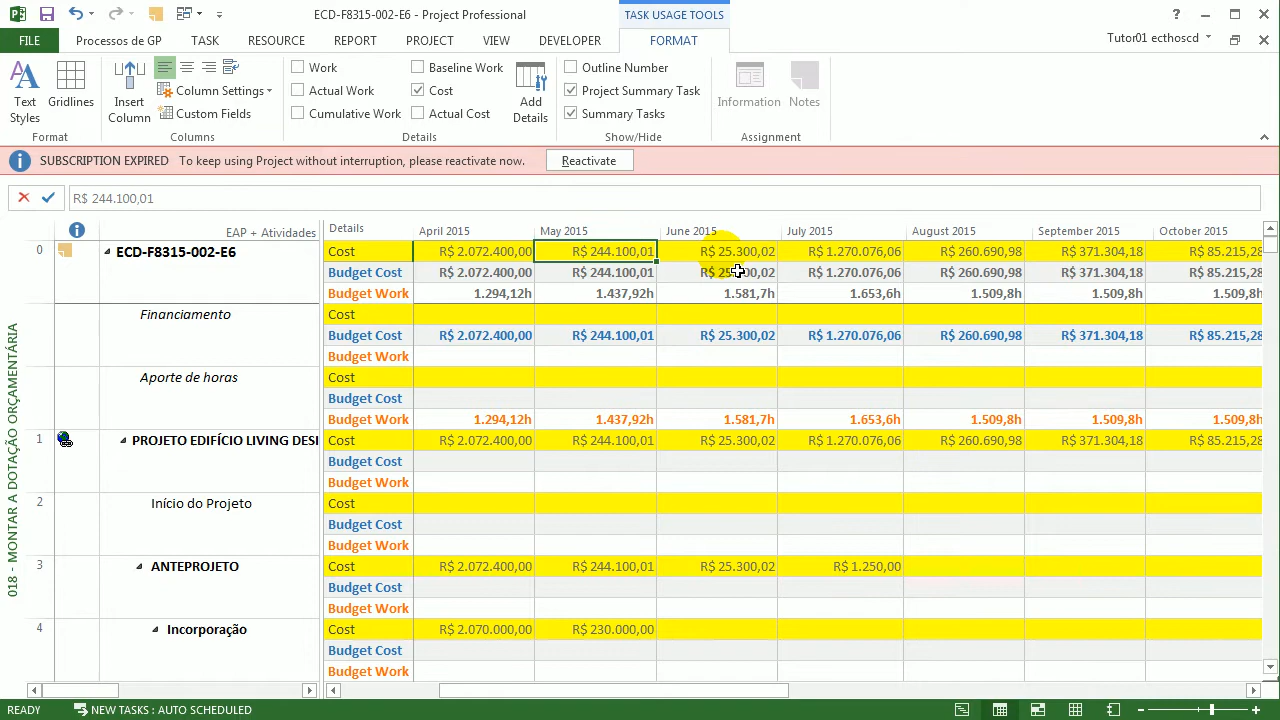 ECD-F8315-002-E6 - Project Professional
TASK USAGE TOOLS
FILE Processos de GP TASK RESOURCE REPORT PROJECT VIEW DEVELOPER FORMAT Tutor01 ecthoscd
Text Styles
Gridlines
Format
Insert Column
Column Settings
Custom Fields
Columns
Work
Actual Work
Cumulative Work
Baseline Work
Cost
Actual Cost
Add Details
Details
Outline Number
Project Summary Task
Summary Tasks
Show/Hide
Information
Notes
Assignment
SUBSCRIPTION EXPIRED To keep using Project without interruption, please reactivate now. Reactivate
R$ 244.100,01
EAP + Atividades Details April 2015 May 2015 June 2015 July 2015 August 2015 September 2015 October 2015
0 ECD-F8315-002-E6 Cost R$ 2.072.400,00 R$ 244.100,01 R$ 25.300,02 R$ 1.270.076,06 R$ 260.690,98 R$ 371.304,18 R$ 85.215,28
Budget Cost R$ 2.072.400,00 R$ 244.100,01 R$ 25.300,02 R$ 1.270.076,06 R$ 260.690,98 R$ 371.304,18 R$ 85.215,28
Budget Work 1.294,12h 1.437,92h 1.581,7h 1.653,6h 1.509,8h 1.509,8h 1.509,8h
Financiamento Cost
Budget Cost R$ 2.072.400,00 R$ 244.100,01 R$ 25.300,02 R$ 1.270.076,06 R$ 260.690,98 R$ 371.304,18 R$ 85.215,28
Budget Work
Aporte de horas Cost
Budget Cost
Budget Work 1.294,12h 1.437,92h 1.581,7h 1.653,6h 1.509,8h 1.509,8h 1.509,8h
1 PROJETO EDIFÍCIO LIVING DESI Cost R$ 2.072.400,00 R$ 244.100,01 R$ 25.300,02 R$ 1.270.076,06 R$ 260.690,98 R$ 371.304,18 R$ 85.215,28
Budget Cost
Budget Work
2 Início do Projeto Cost
Budget Cost
Budget Work
3 ANTEPROJETO Cost R$ 2.072.400,00 R$ 244.100,01 R$ 25.300,02 R$ 1.250,00
Budget Cost
Budget Work
4 Incorporação Cost R$ 2.070.000,00 R$ 230.000,00
Budget Cost
Budget Work
018 - MONTAR A DOTAÇÃO ORÇAMENTÁRIA
READY NEW TASKS : AUTO SCHEDULED